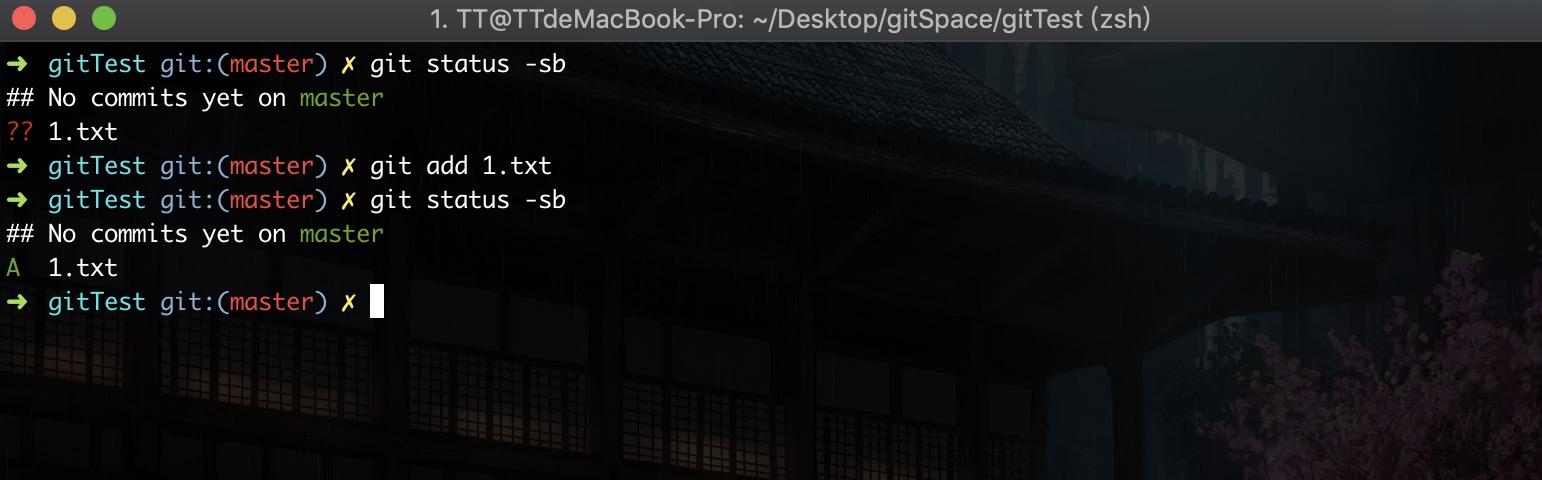 1. TT@TTdeMacBook-Pro: ~/Desktop/gitSpace/gitTest (zsh)
➜ gitTest git:(master) ✗ git status -sb
## No commits yet on master
?? 1.txt
➜ gitTest git:(master) ✗ git add 1.txt
➜ gitTest git:(master) ✗ git status -sb
## No commits yet on master
A  1.txt
➜ gitTest git:(master) ✗